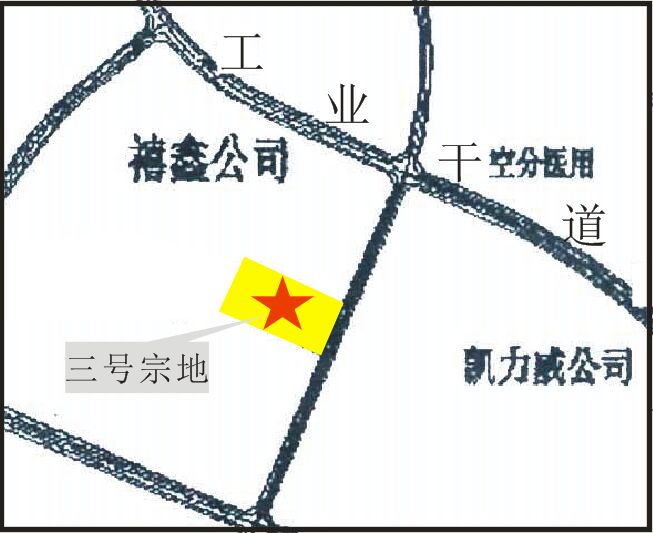 工业干道
禧鑫公司
空分医用
三号宗地
凯力威公司